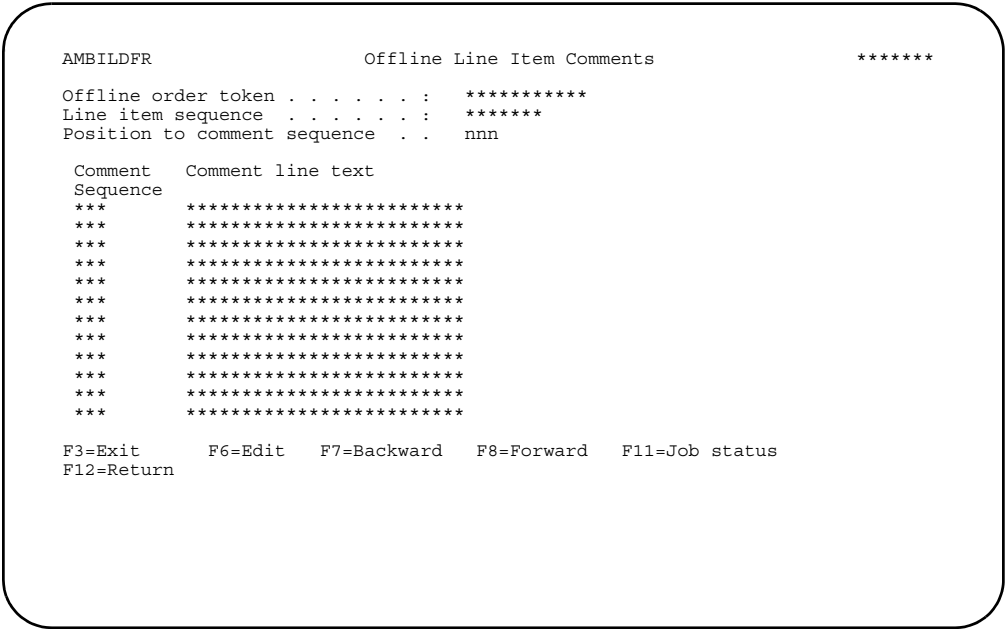 AMBILDFR Offline Line Item Comments *******
Offline order token . . . . . . : ***********
Line item sequence . . . . . . : *******
Position to comment sequence . . nnn
Comment Comment line text
Sequence
*** *************************
*** *************************
*** *************************
*** *************************
*** *************************
*** *************************
*** *************************
*** *************************
*** *************************
*** *************************
*** *************************
*** *************************
F3=Exit F6=Edit F7=Backward F8=Forward F11=Job status
F12=Return